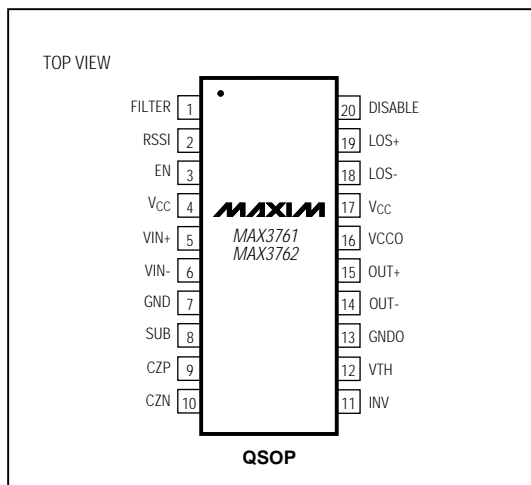 TOP VIEW
FILTER 1
RSSI 2
EN 3
VCC 4
VIN+ 5
VIN- 6
GND 7
SUB 8
CZP 9
CZN 10
MAXIM
MAX3761
MAX3762
20 DISABLE
19 LOS+
18 LOS-
17 VCC
16 VCCO
15 OUT+
14 OUT-
13 GNDO
12 VTH
11 INV
QSOP